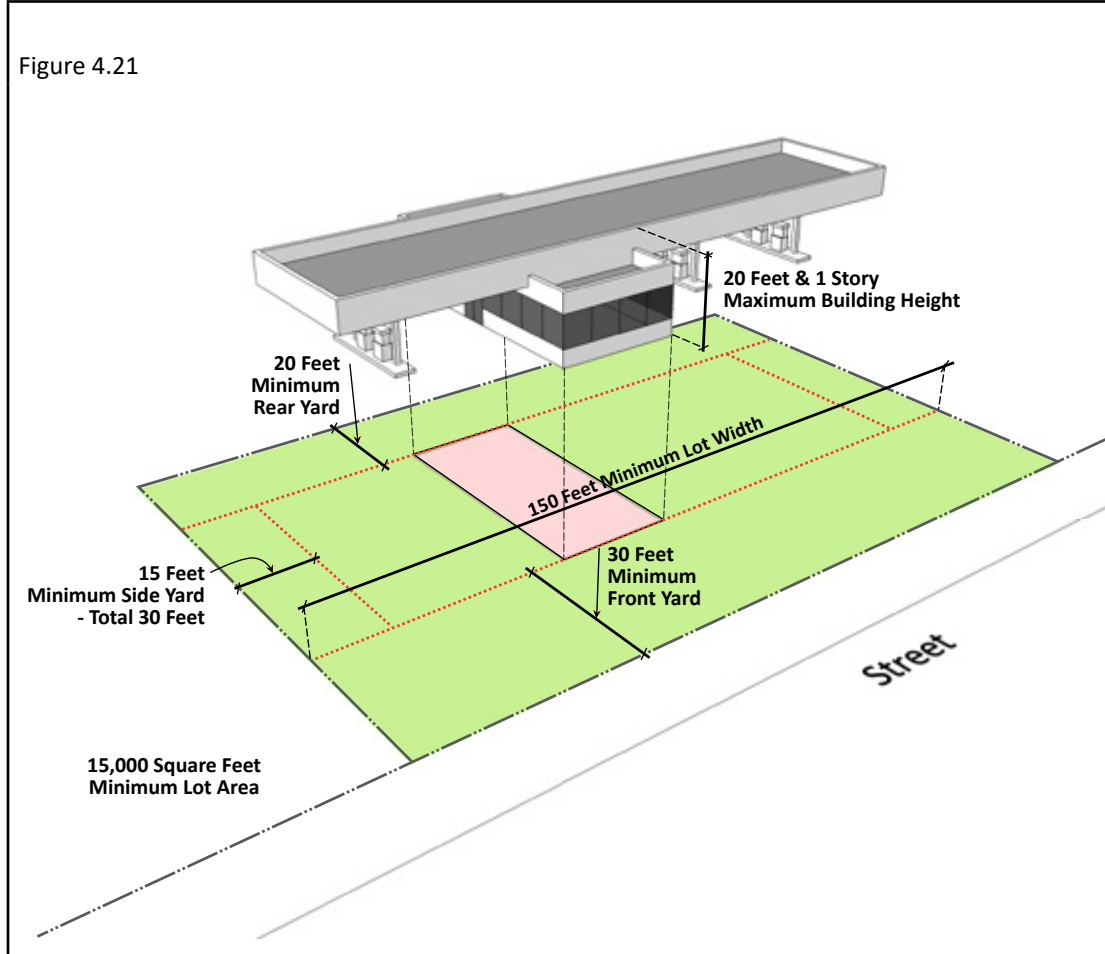 Figure 4.21
20 Feet & 1 Story
Maximum Building Height
20 Feet
Minimum
Rear Yard
150 Feet Minimum Lot Width
15 Feet
Minimum Side Yard
- Total 30 Feet
30 Feet
Minimum
Front Yard
Street
15,000 Square Feet
Minimum Lot Area